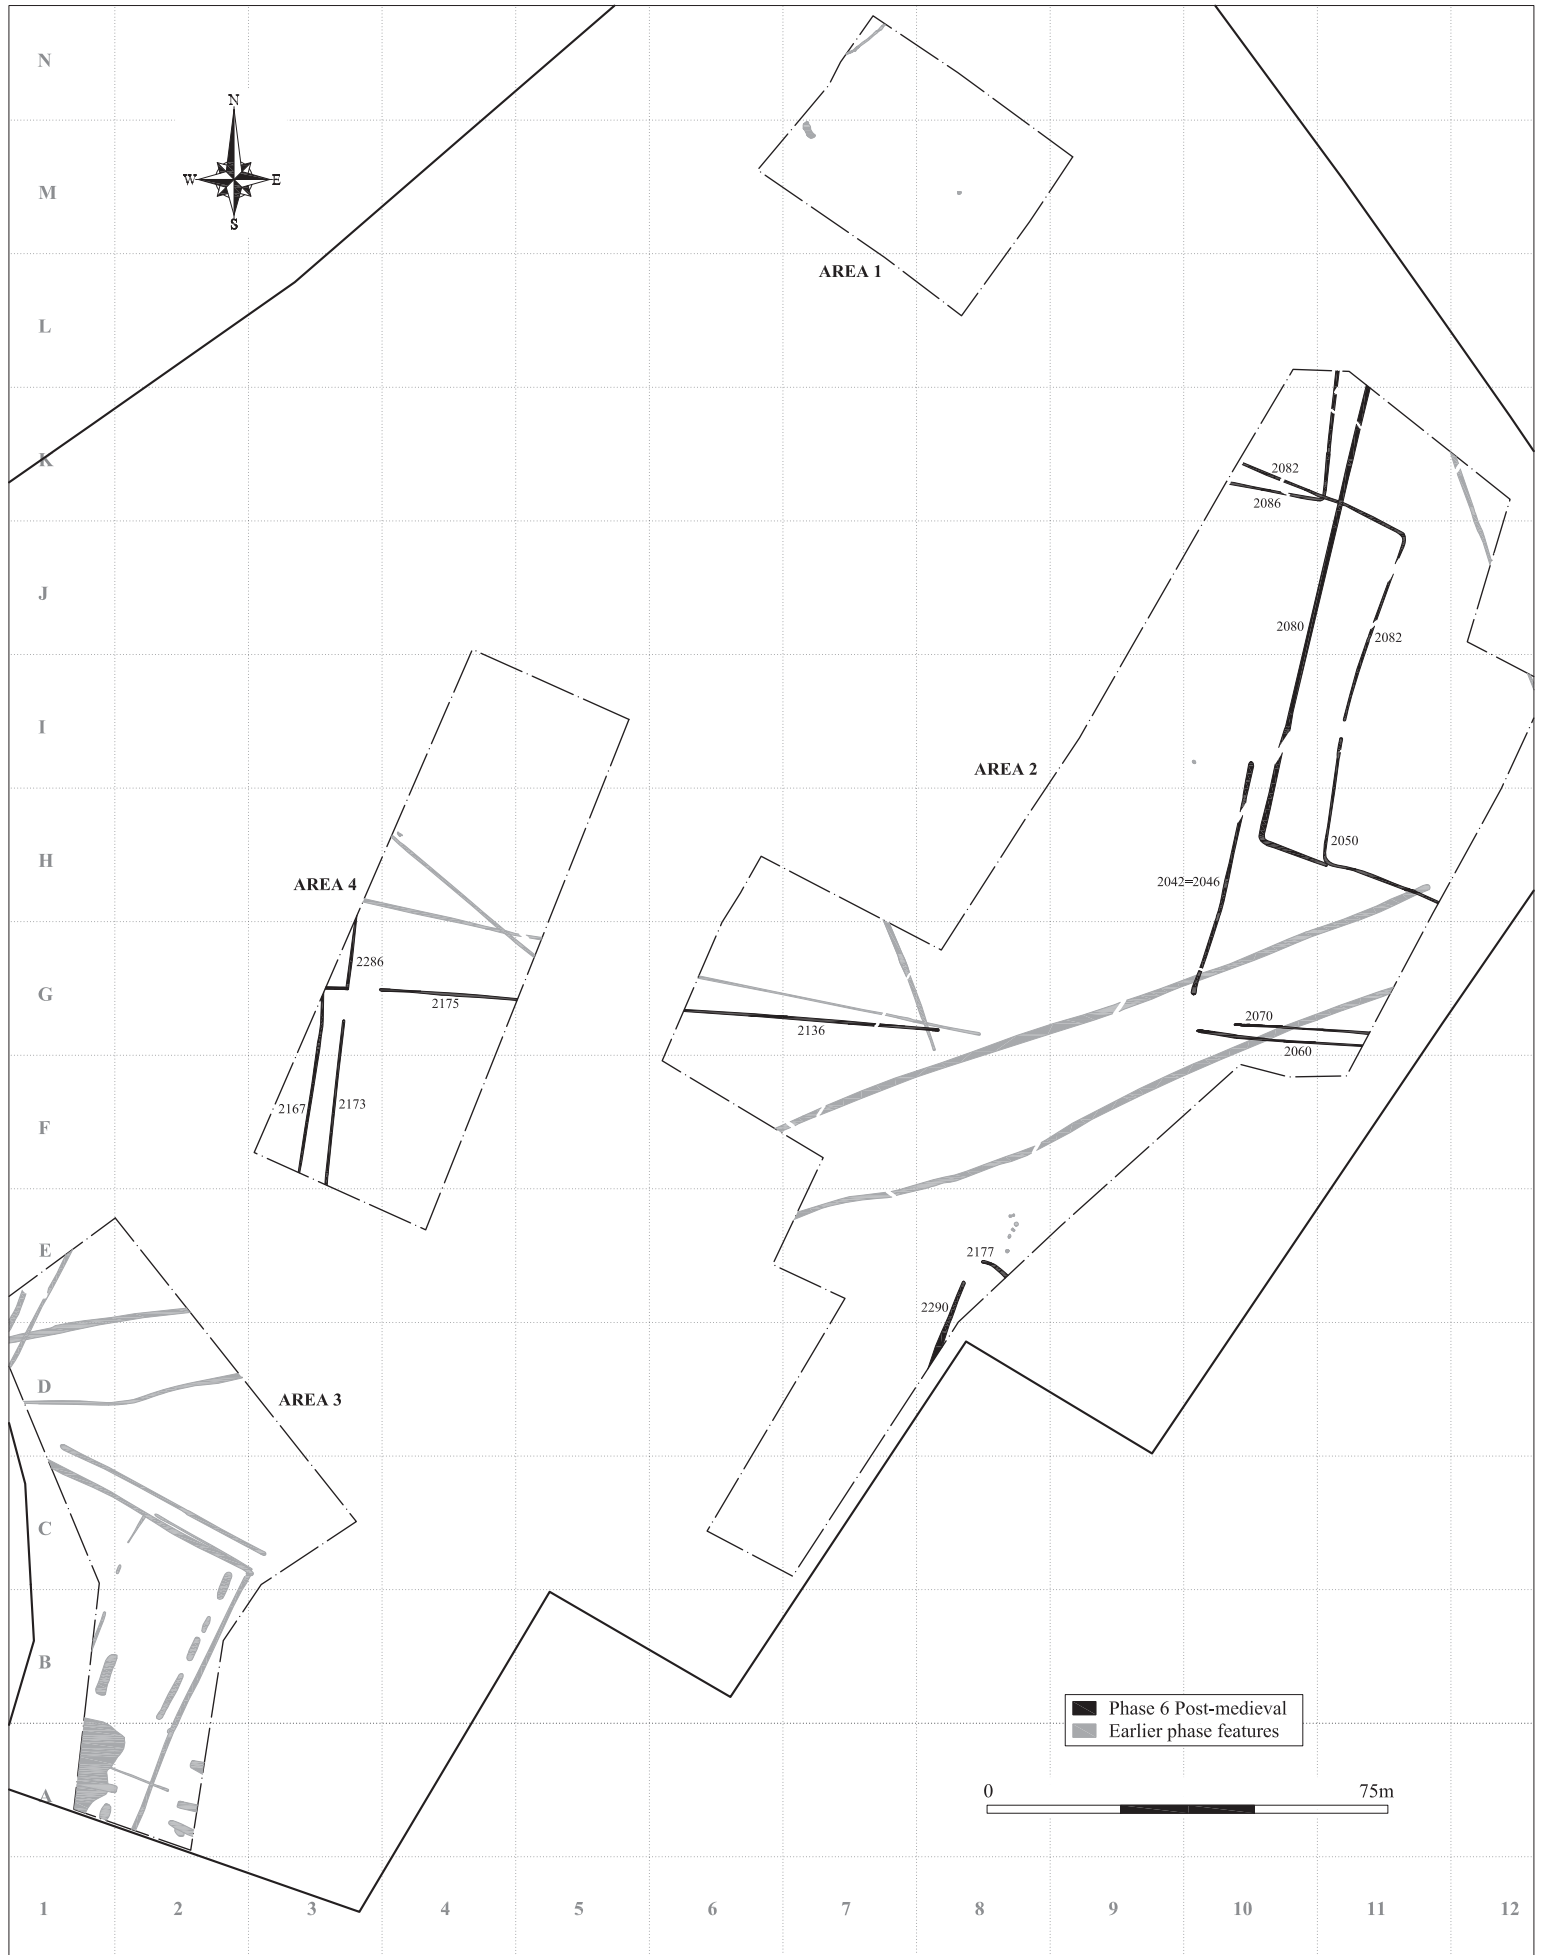 N
N
W E
M
S
AREA 1
L
K
2082
2086
J
2080
2082
I
AREA 2
2050
H
2042=2046
AREA 4
2286
G
2175
2070
2136
2060
2173
2167
F
E
2177
2290
D
AREA 3
C
B
Phase 6 Post-medieval
Earlier phase features
0 75m
A
1 2 3 4 5 6 7 8 9 10 11 12